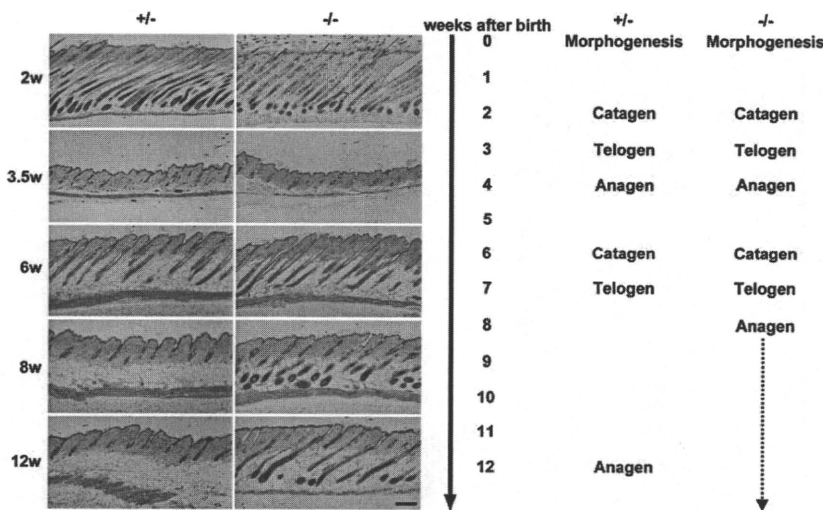 +/- -/- weeks after birth +/- -/-
0 Morphogenesis Morphogenesis
2w
1
2 Catagen Catagen
3 Telogen Telogen
3.5w
4 Anagen Anagen
5
6w
6 Catagen Catagen
7 Telogen Telogen
8 Anagen
8w
9
10
11
12w
12 Anagen